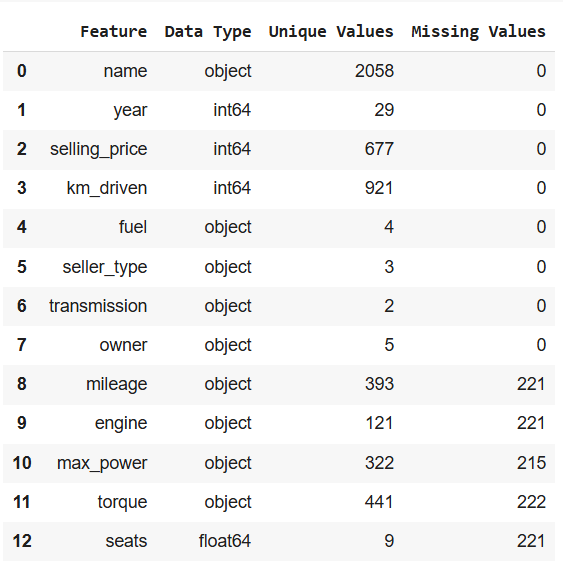 Feature Data Type Unique Values Missing Values
0 name object 2058 0
1 year int64 29 0
2 selling_price int64 677 0
3 km_driven int64 921 0
4 fuel object 4 0
5 seller_type object 3 0
6 transmission object 2 0
7 owner object 5 0
8 mileage object 393 221
9 engine object 121 221
10 max_power object 322 215
11 torque object 441 222
12 seats float64 9 221